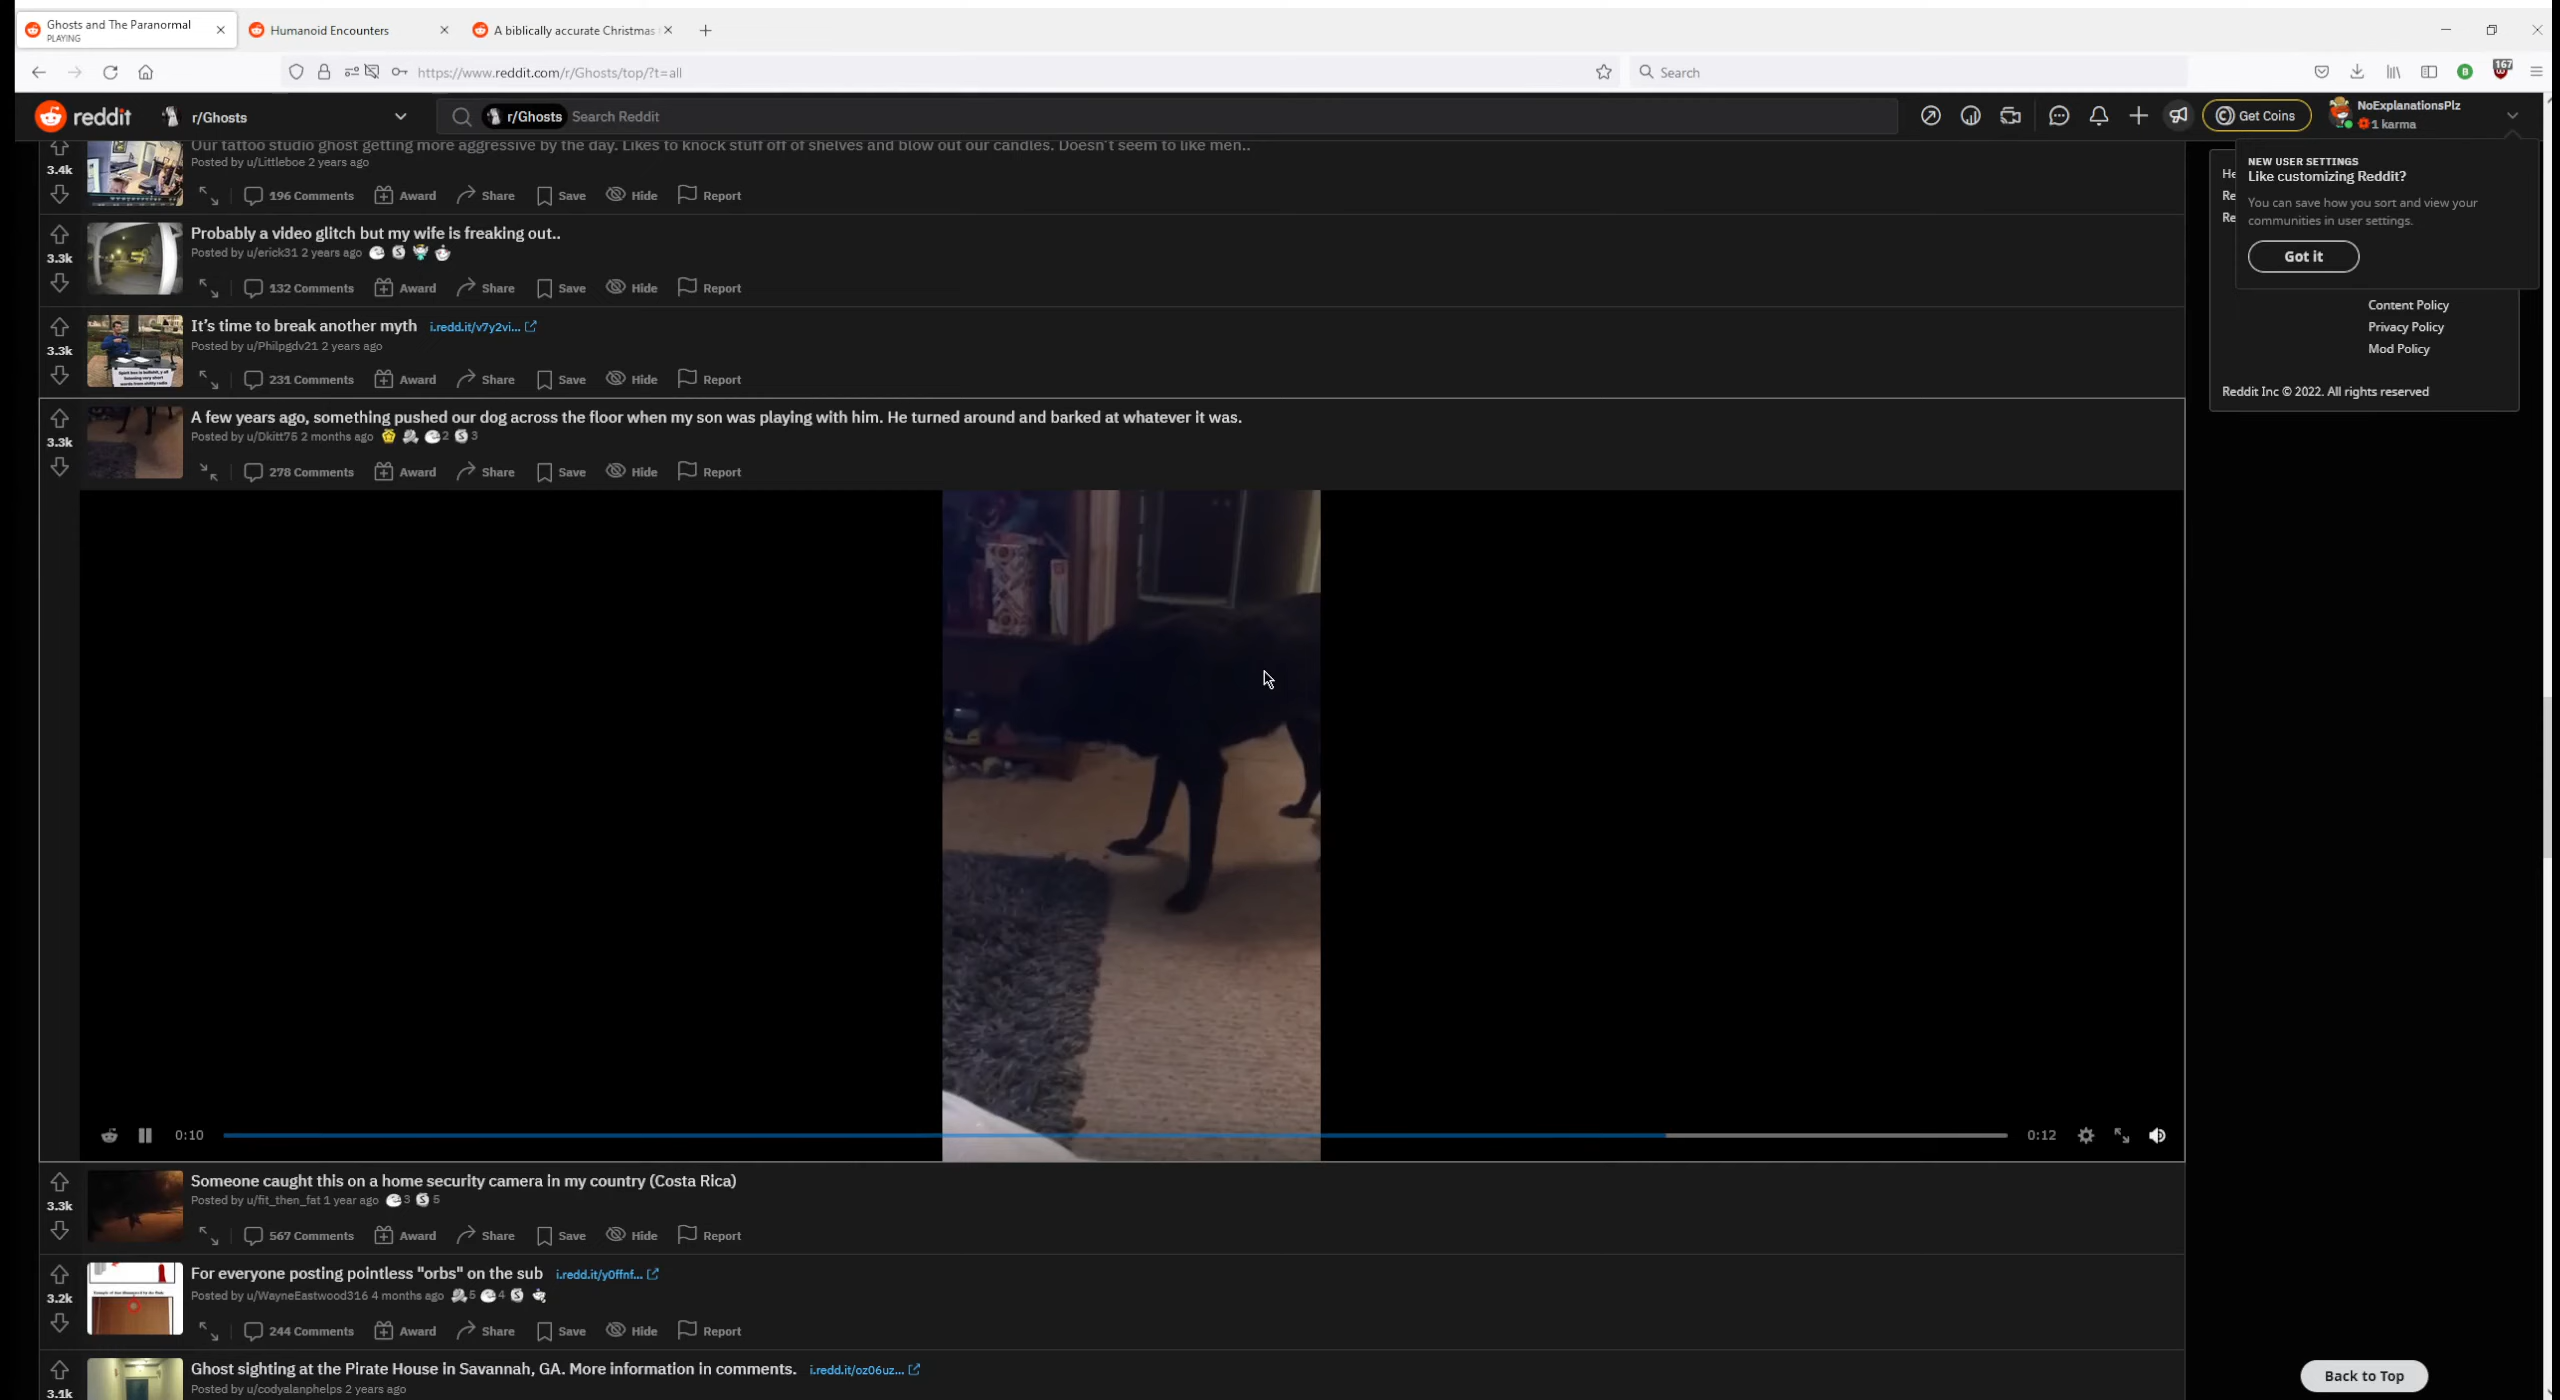 Ghosts and The Paranormal
PLAYING
Humanoid Encounters
A biblically accurate Christmas
https://www.reddit.com/r/Ghosts/top/?t=all
Search
167
reddit
r/Ghosts
r/Ghosts Search Reddit
Get Coins
NoExplanationsPlz
1 karma
NEW USER SETTINGS
Like customizing Reddit?
You can save how you sort and view your
communities in user settings.
Got it
He
Re
Re
Content Policy
Privacy Policy
Mod Policy
Reddit Inc © 2022. All rights reserved
Our tattoo studio ghost getting more aggressive by the day. Likes to knock stuff off of shelves and blow out our candles. Doesn't seem to like men..
Posted by u/Littleboe 2 years ago
3.4k
196 Comments Award Share Save Hide Report
Probably a video glitch but my wife is freaking out..
Posted by u/erick31 2 years ago
3.3k
132 Comments Award Share Save Hide Report
It's time to break another myth i.redd.it/v7y2vi...
Posted by u/Philpgdv21 2 years ago
3.3k
231 Comments Award Share Save Hide Report
A few years ago, something pushed our dog across the floor when my son was playing with him. He turned around and barked at whatever it was.
Posted by u/Dkitt75 2 months ago 2 3
3.3k
278 Comments Award Share Save Hide Report
0:10
0:12
Someone caught this on a home security camera in my country (Costa Rica)
Posted by u/fit_then_fat 1 year ago 3 5
3.3k
567 Comments Award Share Save Hide Report
For everyone posting pointless "orbs" on the sub i.redd.it/y0ffnf...
Posted by u/WayneEastwood316 4 months ago 5 4
3.2k
244 Comments Award Share Save Hide Report
Ghost sighting at the Pirate House in Savannah, GA. More information in comments. i.redd.it/oz06uz...
Posted by u/codyalanphelps 2 years ago
3.1k
Back to Top